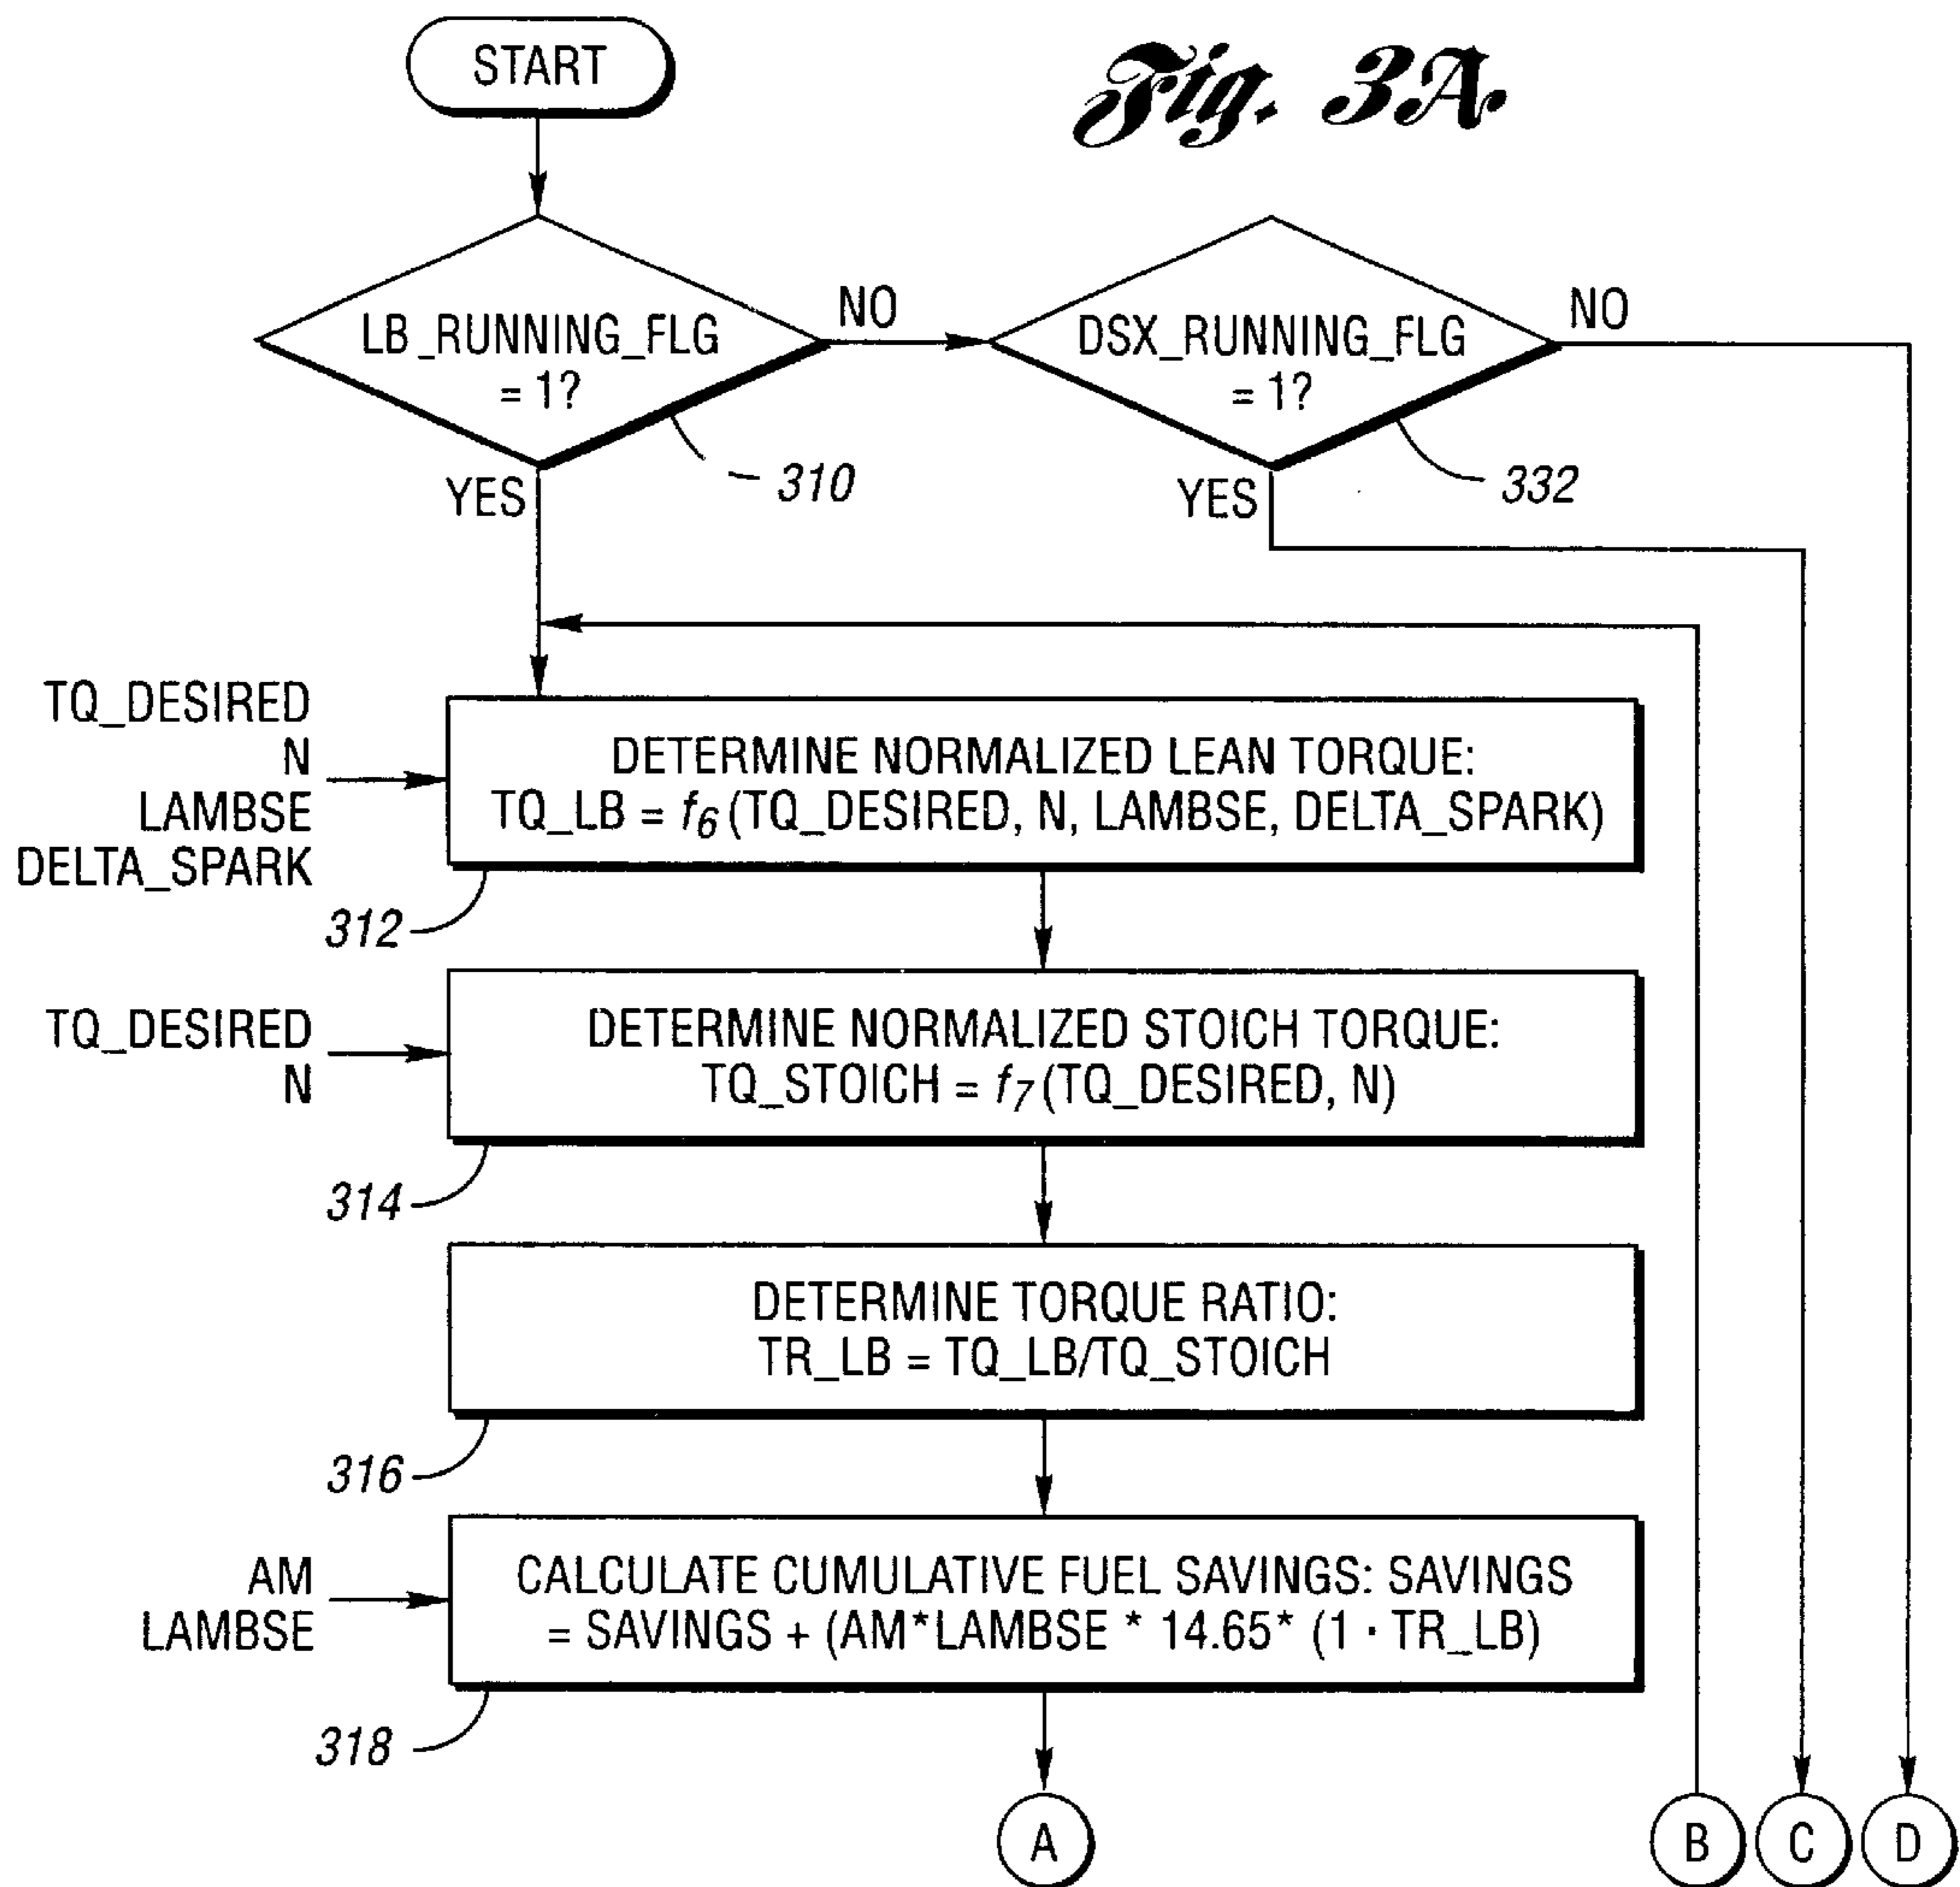 START
Fig. 3A.
LB_RUNNING_FLG
= 1?
NO
DSX_RUNNING_FLG
= 1?
NO
310
332
YES
YES
TQ_DESIRED
N
LAMBSE
DELTA_SPARK
DETERMINE NORMALIZED LEAN TORQUE:
TQ_LB = f6 (TQ_DESIRED, N, LAMBSE, DELTA_SPARK)
312
TQ_DESIRED
N
DETERMINE NORMALIZED STOICH TORQUE:
TQ_STOICH = f7 (TQ_DESIRED, N)
314
DETERMINE TORQUE RATIO:
TR_LB = TQ_LB/TQ_STOICH
316
AM
LAMBSE
CALCULATE CUMULATIVE FUEL SAVINGS: SAVINGS
= SAVINGS + (AM*LAMBSE * 14.65* (1 · TR_LB)
318
A
B
C
D